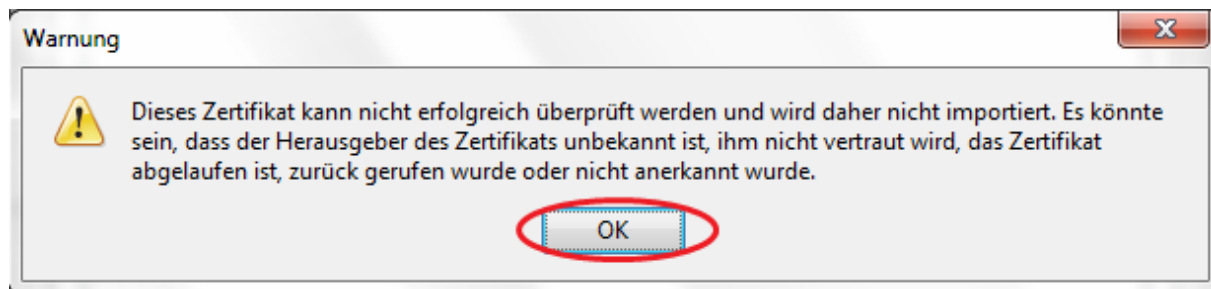 Warnung
Dieses Zertifikat kann nicht erfolgreich überprüft werden und wird daher nicht importiert. Es könnte
sein, dass der Herausgeber des Zertifikats unbekannt ist, ihm nicht vertraut wird, das Zertifikat
abgelaufen ist, zurück gerufen wurde oder nicht anerkannt wurde.
OK